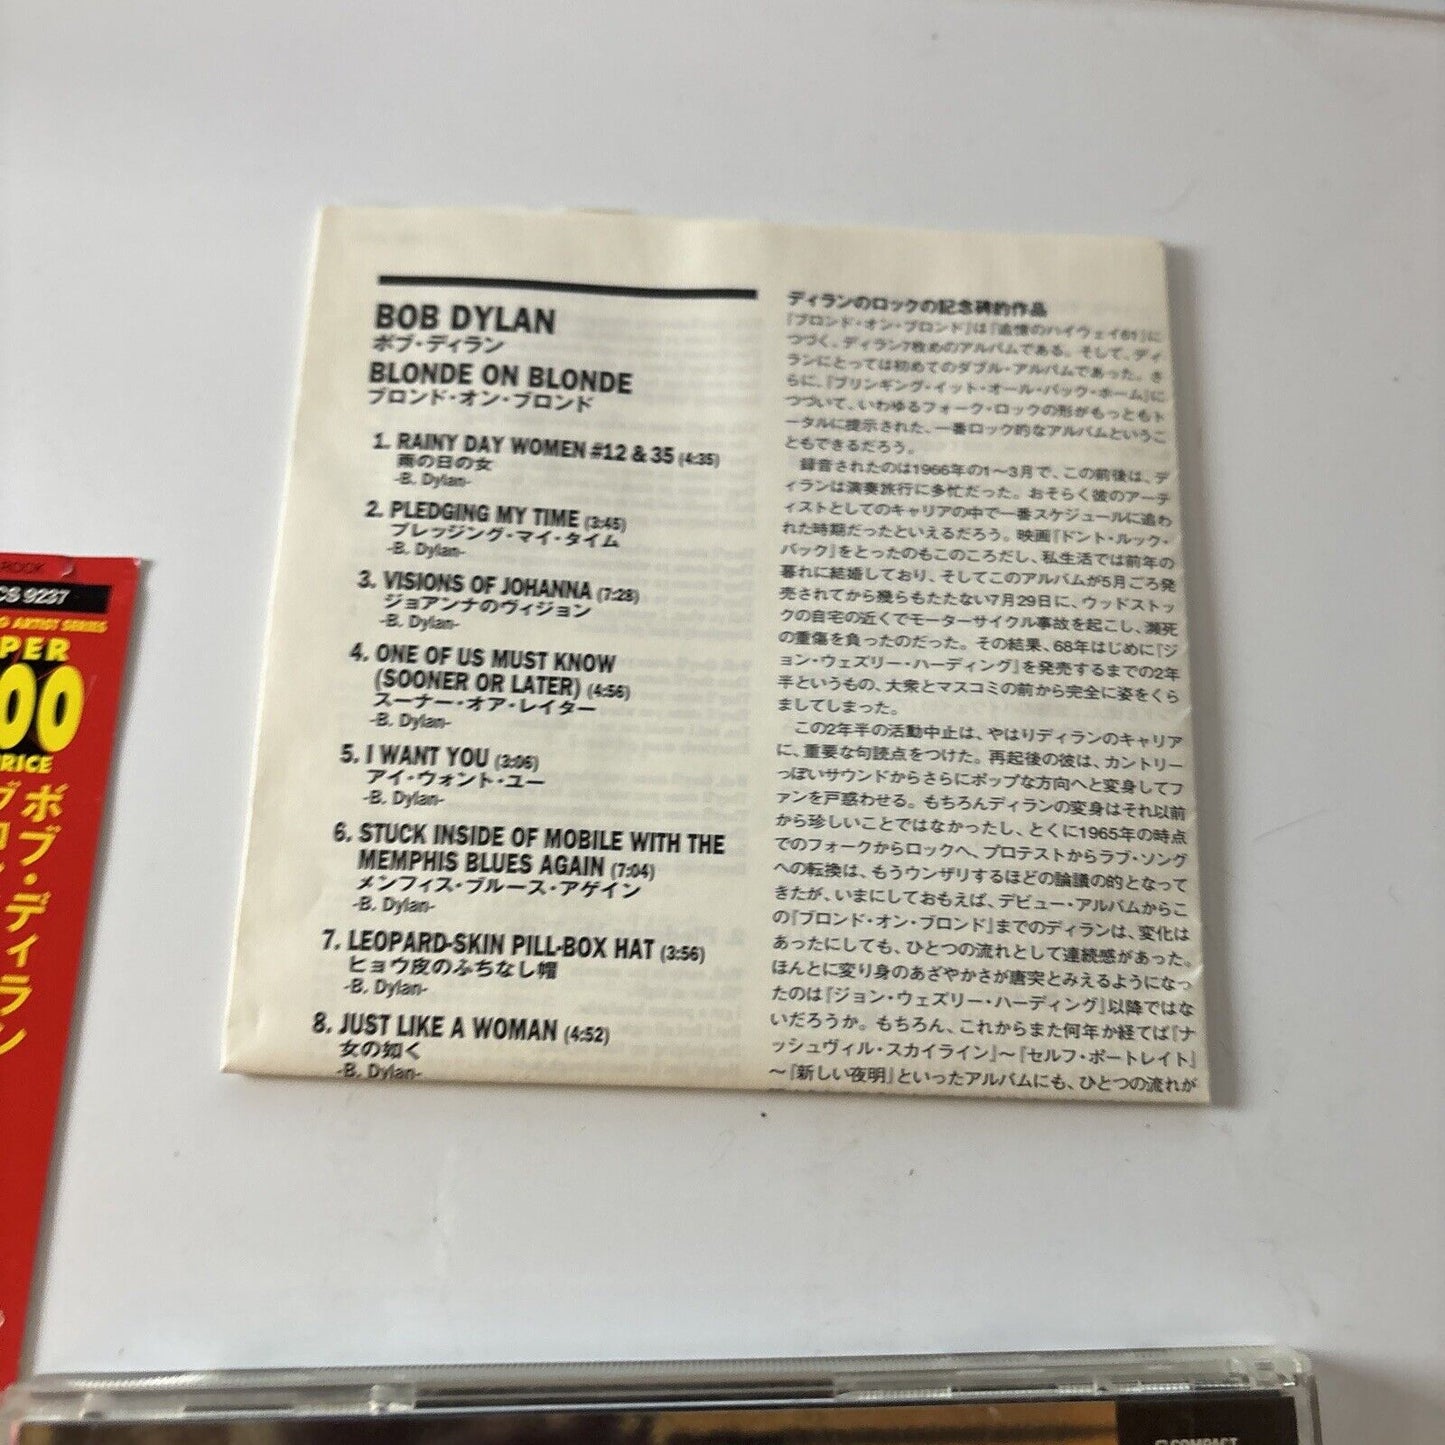 BOB DYLAN
ボブ・ディラン
BLONDE ON BLONDE
ブロンド・オン・ブロンド
1. RAINY DAY WOMEN #12 & 35 (4:35)
雨の日の女
-B. Dylan-
2. PLEDGING MY TIME (3:45)
プレッジング・マイ・タイム
-B. Dylan-
3. VISIONS OF JOHANNA (7:28)
ジョアンナのヴィジョン
-B. Dylan-
4. ONE OF US MUST KNOW
(SOONER OR LATER) (4:56)
スーナー・オア・レイター
-B. Dylan-
5. I WANT YOU (3:06)
アイ・ウォント・ユー
-B. Dylan-
6. STUCK INSIDE OF MOBILE WITH THE
MEMPHIS BLUES AGAIN (7:04)
メンフィス・ブルース・アゲイン
-B. Dylan-
7. LEOPARD-SKIN PILL-BOX HAT (3:56)
ヒョウ皮のふちなし帽
-B. Dylan-
8. JUST LIKE A WOMAN (4:52)
女の如く
-B. Dylan-
ディランのロックの記念碑的作品
『ブロンド・オン・ブロンド』は『追憶のハイウェイ61』に
つづく、ディラン7枚めのアルバムである。そして、ディ
ランにとっては初めてのダブル・アルバムであった。さ
らに、『ブリンギング・イット・オール・バック・ホーム』に
つづいて、いわゆるフォーク・ロックの形がもっともト
ータルに提示された、一番ロック的なアルバムというこ
ともできるだろう。
録音されたのは1966年の1〜3月で、この前後は、デ
ィランは演奏旅行に多忙だった。おそらく彼のアーテ
ィストとしてのキャリアの中で一番スケジュールに追わ
れた時期だったといえるだろう。映画『ドント・ルック・
バック』をとったのもこのころだし、私生活では前年の
暮れに結婚しており、そしてこのアルバムが5月ごろ発
売されてから幾らもたたない7月29日に、ウッドストッ
クの自宅の近くでモーターサイクル事故を起こし、瀕死
の重傷を負ったのだった。その結果、68年はじめに『ジ
ョン・ウェズリー・ハーディング』を発売するまでの2年
半というもの、大衆とマスコミの前から完全に姿をくら
ましてしまった。
この2年半の活動中止は、やはりディランのキャリア
に、重要な句読点をつけた。再起後の彼は、カントリー
っぽいサウンドからさらにポップな方向へと変身してフ
ァンを戸惑わせる。もちろんディランの変身はそれ以前
から珍しいことではなかったし、とくに1965年の時点
でのフォークからロックへ、プロテストからラブ・ソング
への転換は、もうウンザリするほどの論議の的となって
きたが、いまにしておもえば、デビュー・アルバムからこ
の『ブロンド・オン・ブロンド』までのディランは、変化は
あったにしても、ひとつの流れとして連続感があった。
ほんとに変り身のあざやかさが唐突とみえるようになっ
たのは『ジョン・ウェズリー・ハーディング』以降ではな
いだろうか。もちろん、これからまた何年か経てば『ナ
ッシュヴィル・スカイライン』〜『セルフ・ポートレイト』
〜『新しい夜明』といったアルバムにも、ひとつの流れが
ROCK
CS 9237
ARTIST SERIES
PER
00
RICE
ボブ・ディラン
COMPACT